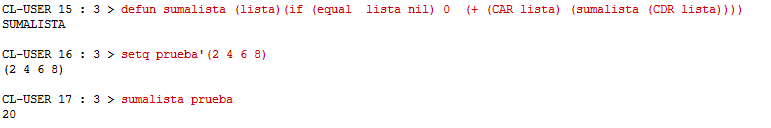 CL-USER 15 : 3 > defun sumalista (lista)(if (equal  lista nil) 0  (+ (CAR lista) (sumalista (CDR lista))))
SUMALISTA
CL-USER 16 : 3 > setq prueba'(2 4 6 8)
(2 4 6 8)
CL-USER 17 : 3 > sumalista prueba
20